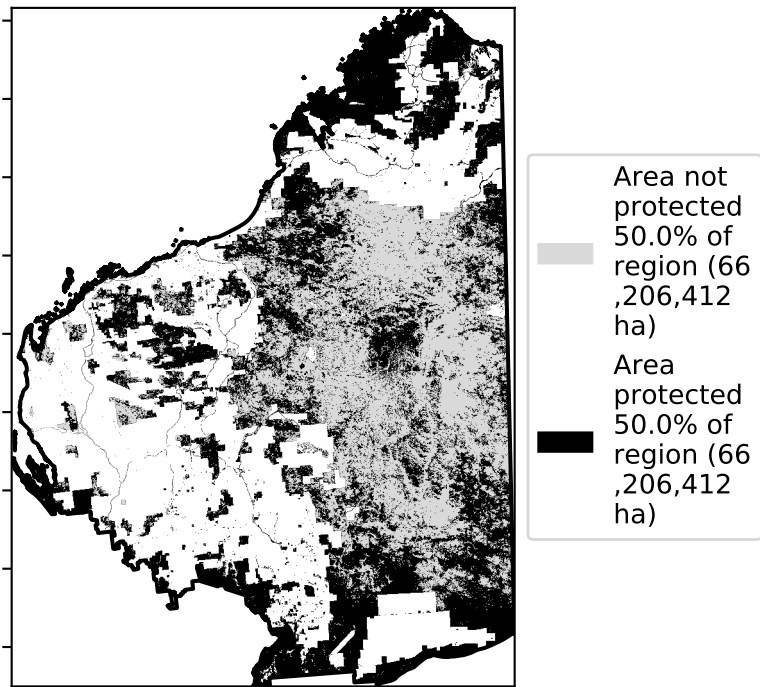 Area not
protected
50.0% of
region (66
,206,412
ha)
Area
protected
50.0% of
region (66
,206,412
ha)